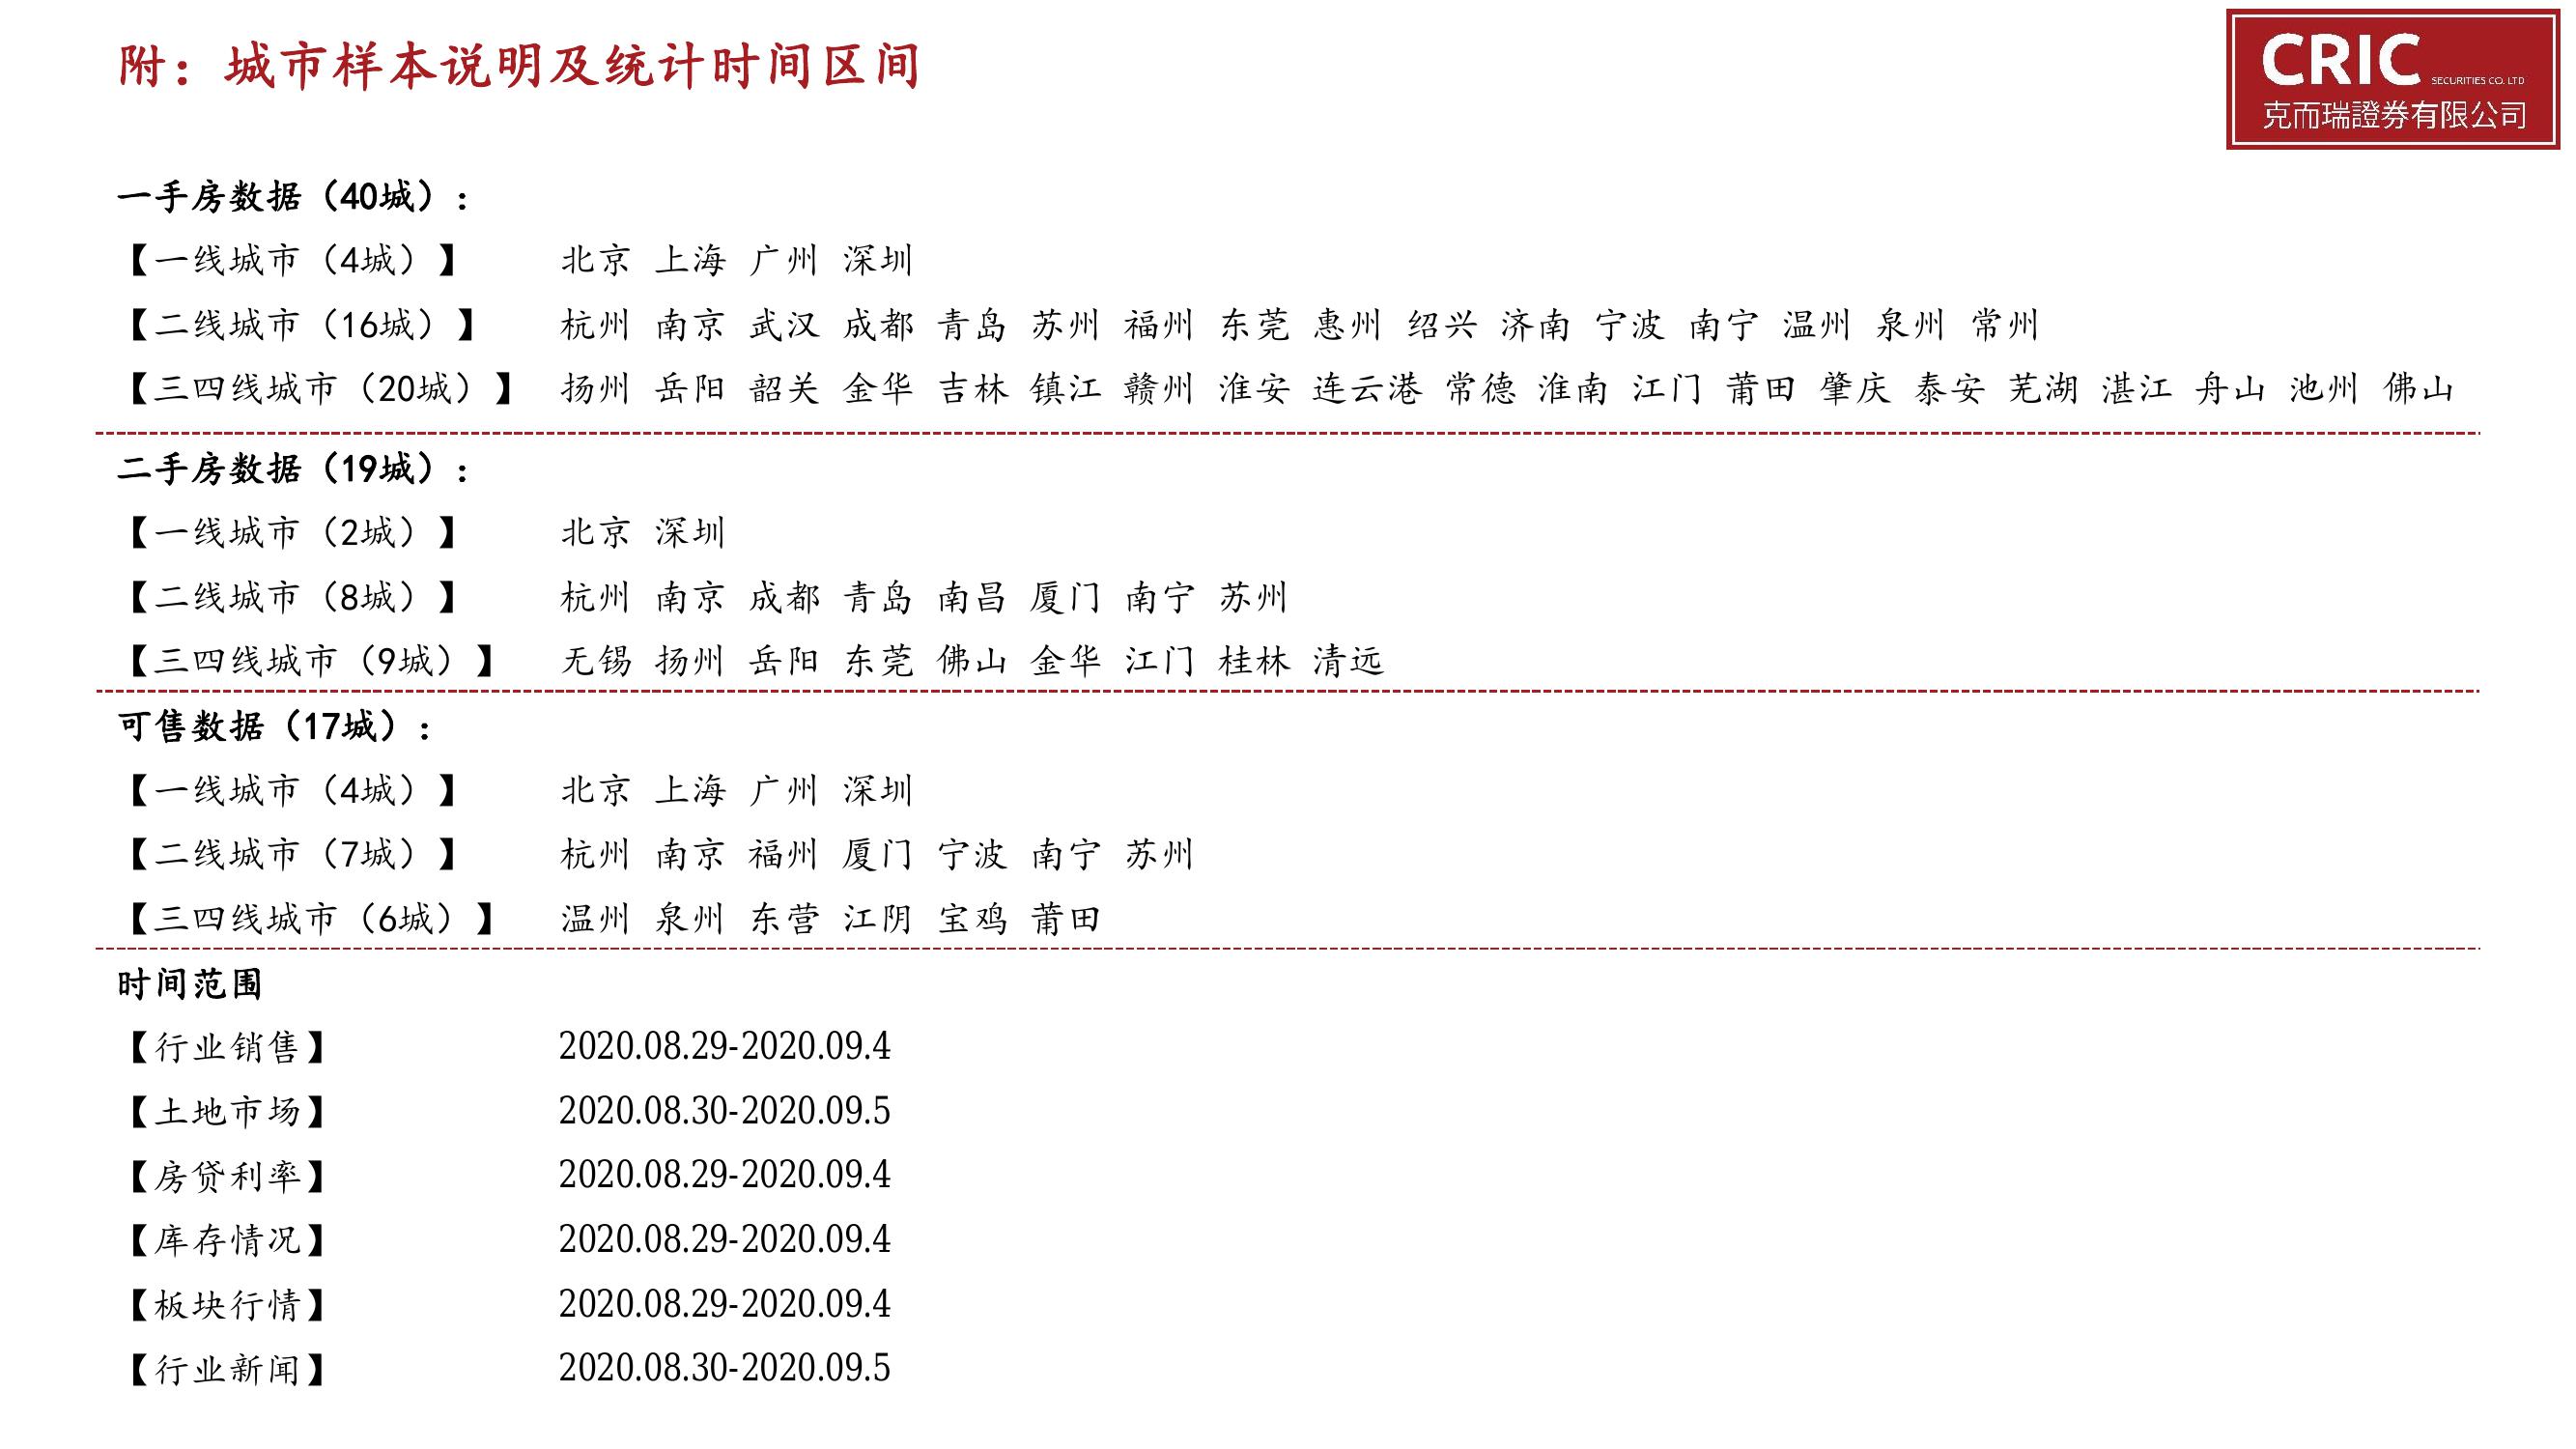 附：城市样本说明及统计时间区间
CRIC SECURITIES CO. LTD
克而瑞證券有限公司
一手房数据（40城）：
【一线城市（4城）】 北京 上海 广州 深圳
【二线城市（16城）】 杭州 南京 武汉 成都 青岛 苏州 福州 东莞 惠州 绍兴 济南 宁波 南宁 温州 泉州 常州
【三四线城市（20城）】 扬州 岳阳 韶关 金华 吉林 镇江 赣州 淮安 连云港 常德 淮南 江门 莆田 肇庆 泰安 芜湖 湛江 舟山 池州 佛山
二手房数据（19城）：
【一线城市（2城）】 北京 深圳
【二线城市（8城）】 杭州 南京 成都 青岛 南昌 厦门 南宁 苏州
【三四线城市（9城）】 无锡 扬州 岳阳 东莞 佛山 金华 江门 桂林 清远
可售数据（17城）：
【一线城市（4城）】 北京 上海 广州 深圳
【二线城市（7城）】 杭州 南京 福州 厦门 宁波 南宁 苏州
【三四线城市（6城）】 温州 泉州 东营 江阴 宝鸡 莆田
时间范围
【行业销售】 2020.08.29-2020.09.4
【土地市场】 2020.08.30-2020.09.5
【房贷利率】 2020.08.29-2020.09.4
【库存情况】 2020.08.29-2020.09.4
【板块行情】 2020.08.29-2020.09.4
【行业新闻】 2020.08.30-2020.09.5